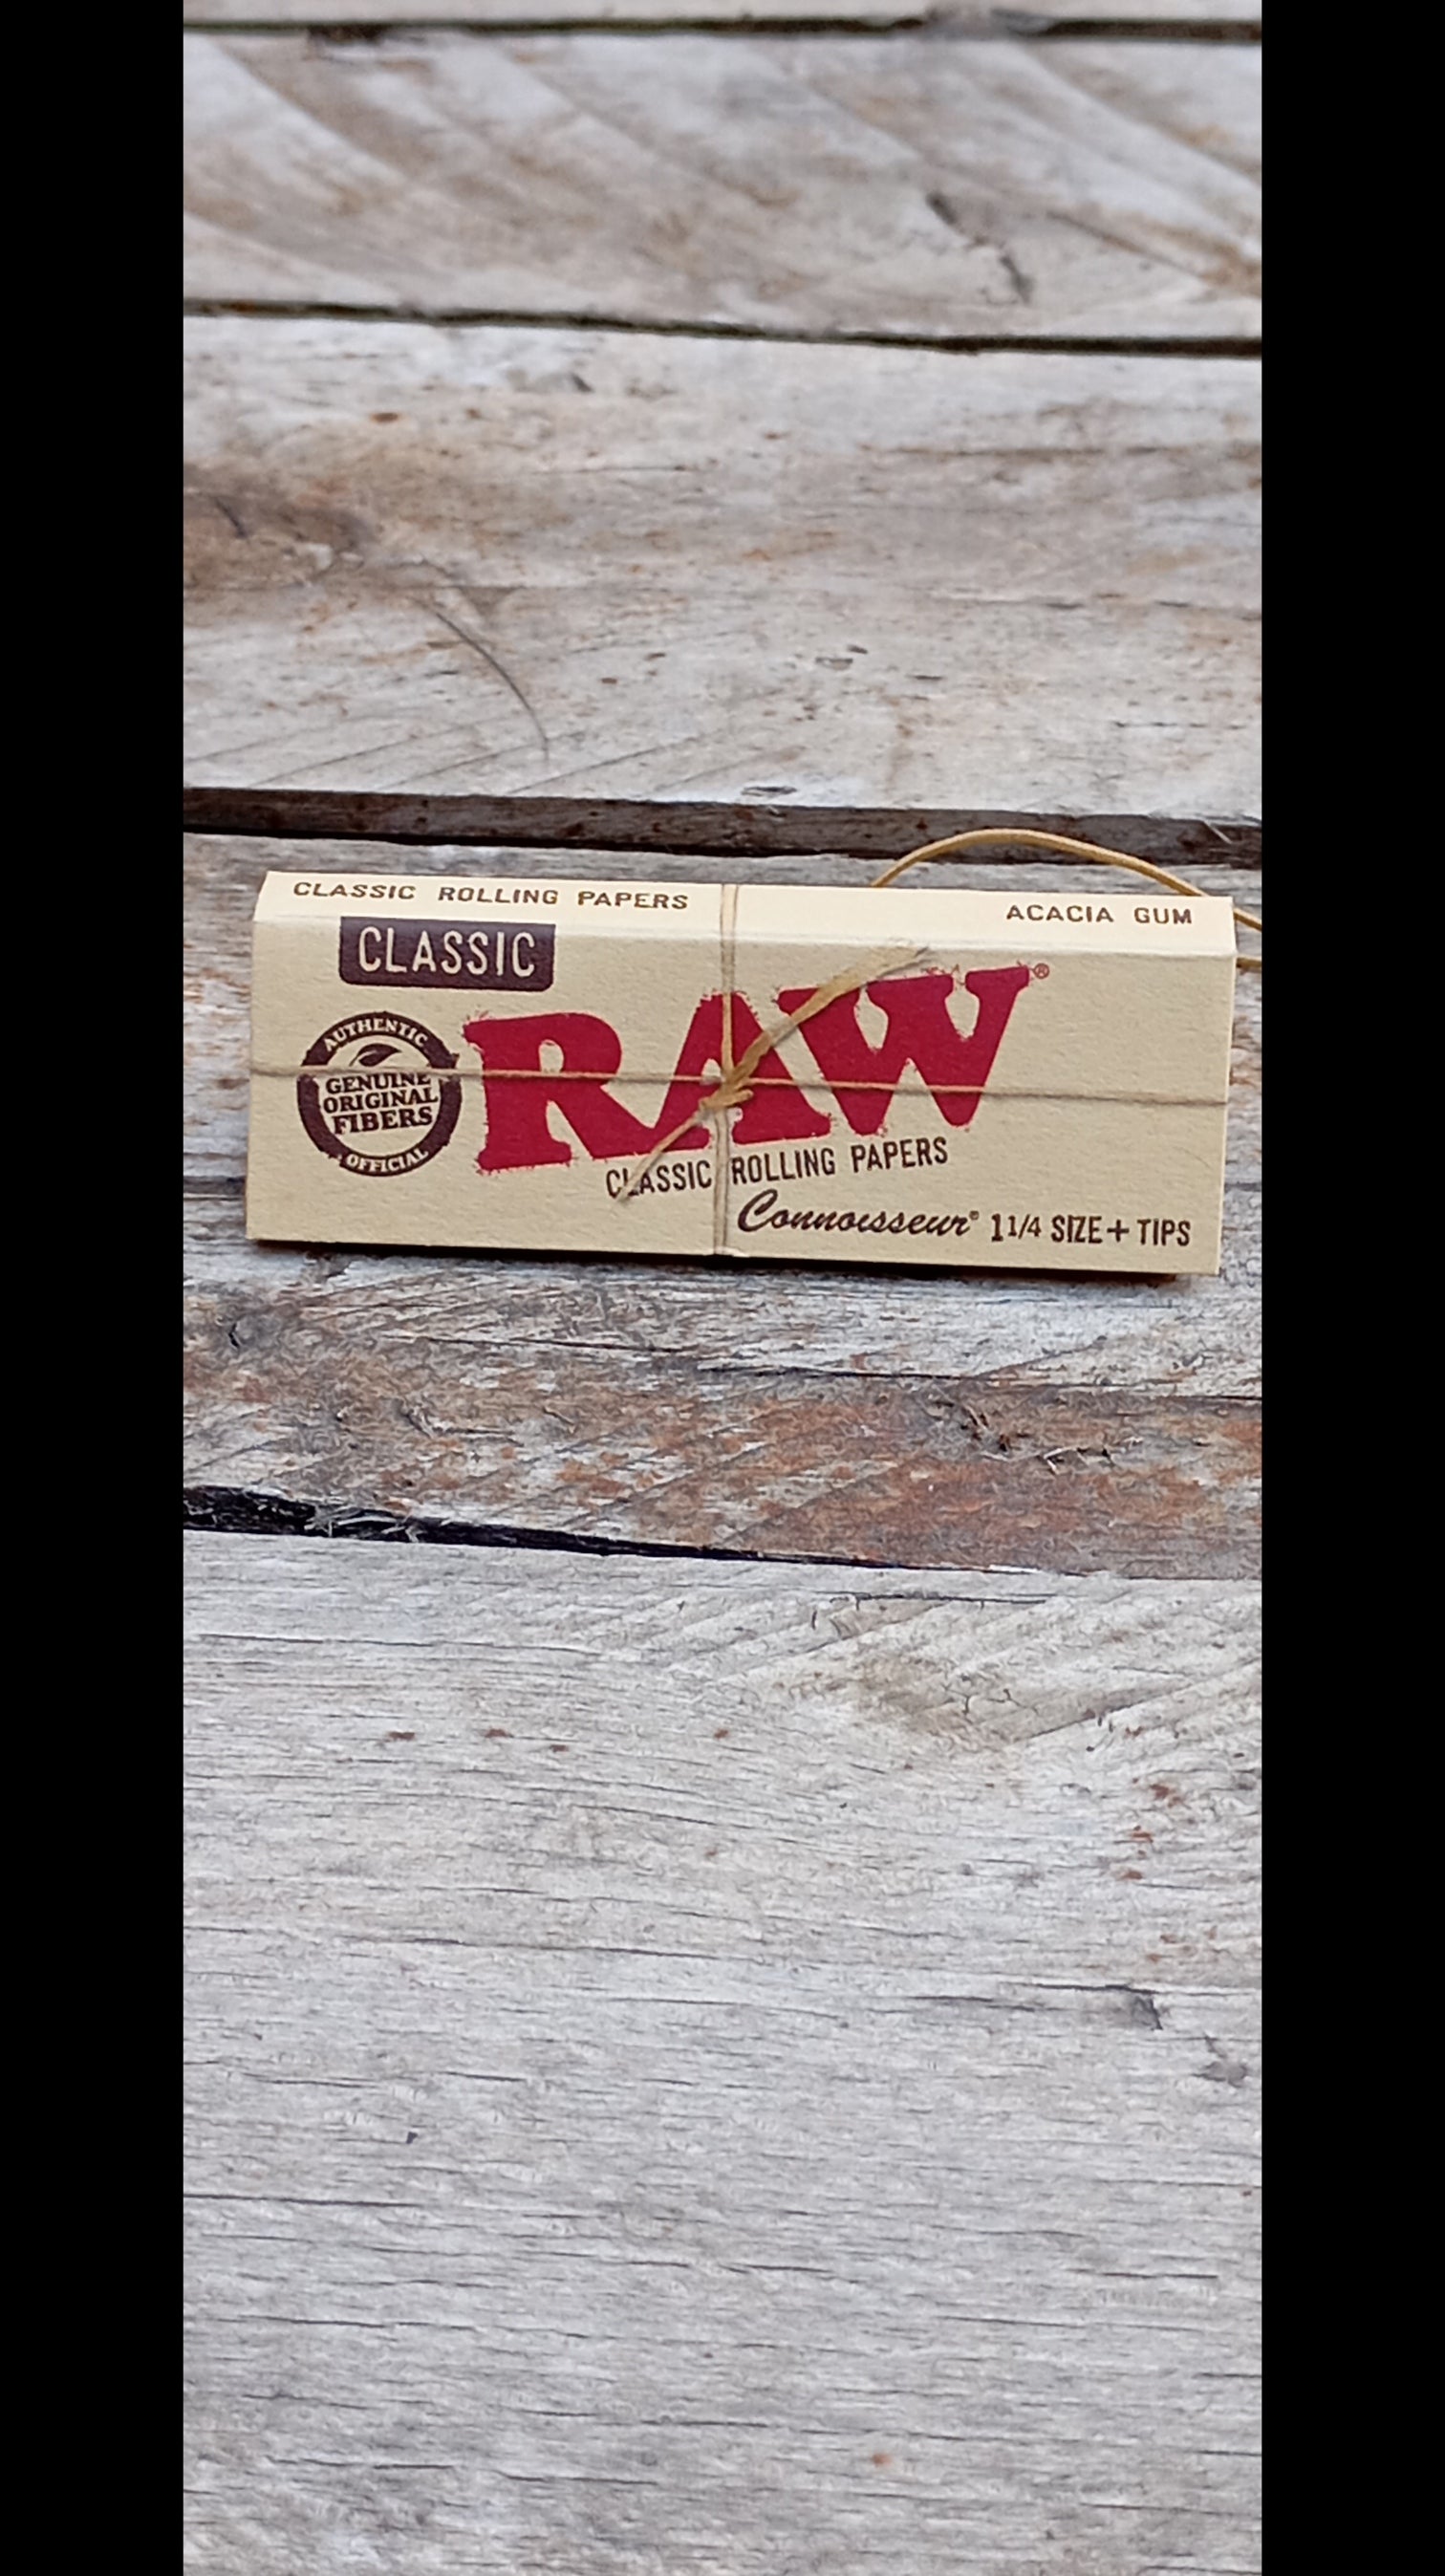 CLASSIC ROLLING PAPERS
ACACIA GUM
CLASSIC
AUTHENTIC
GENUINE
ORIGINAL
FIBERS
OFFICIAL
RAW®
CLASSIC ROLLING PAPERS
Connoisseur® 1 1/4 SIZE + TIPS